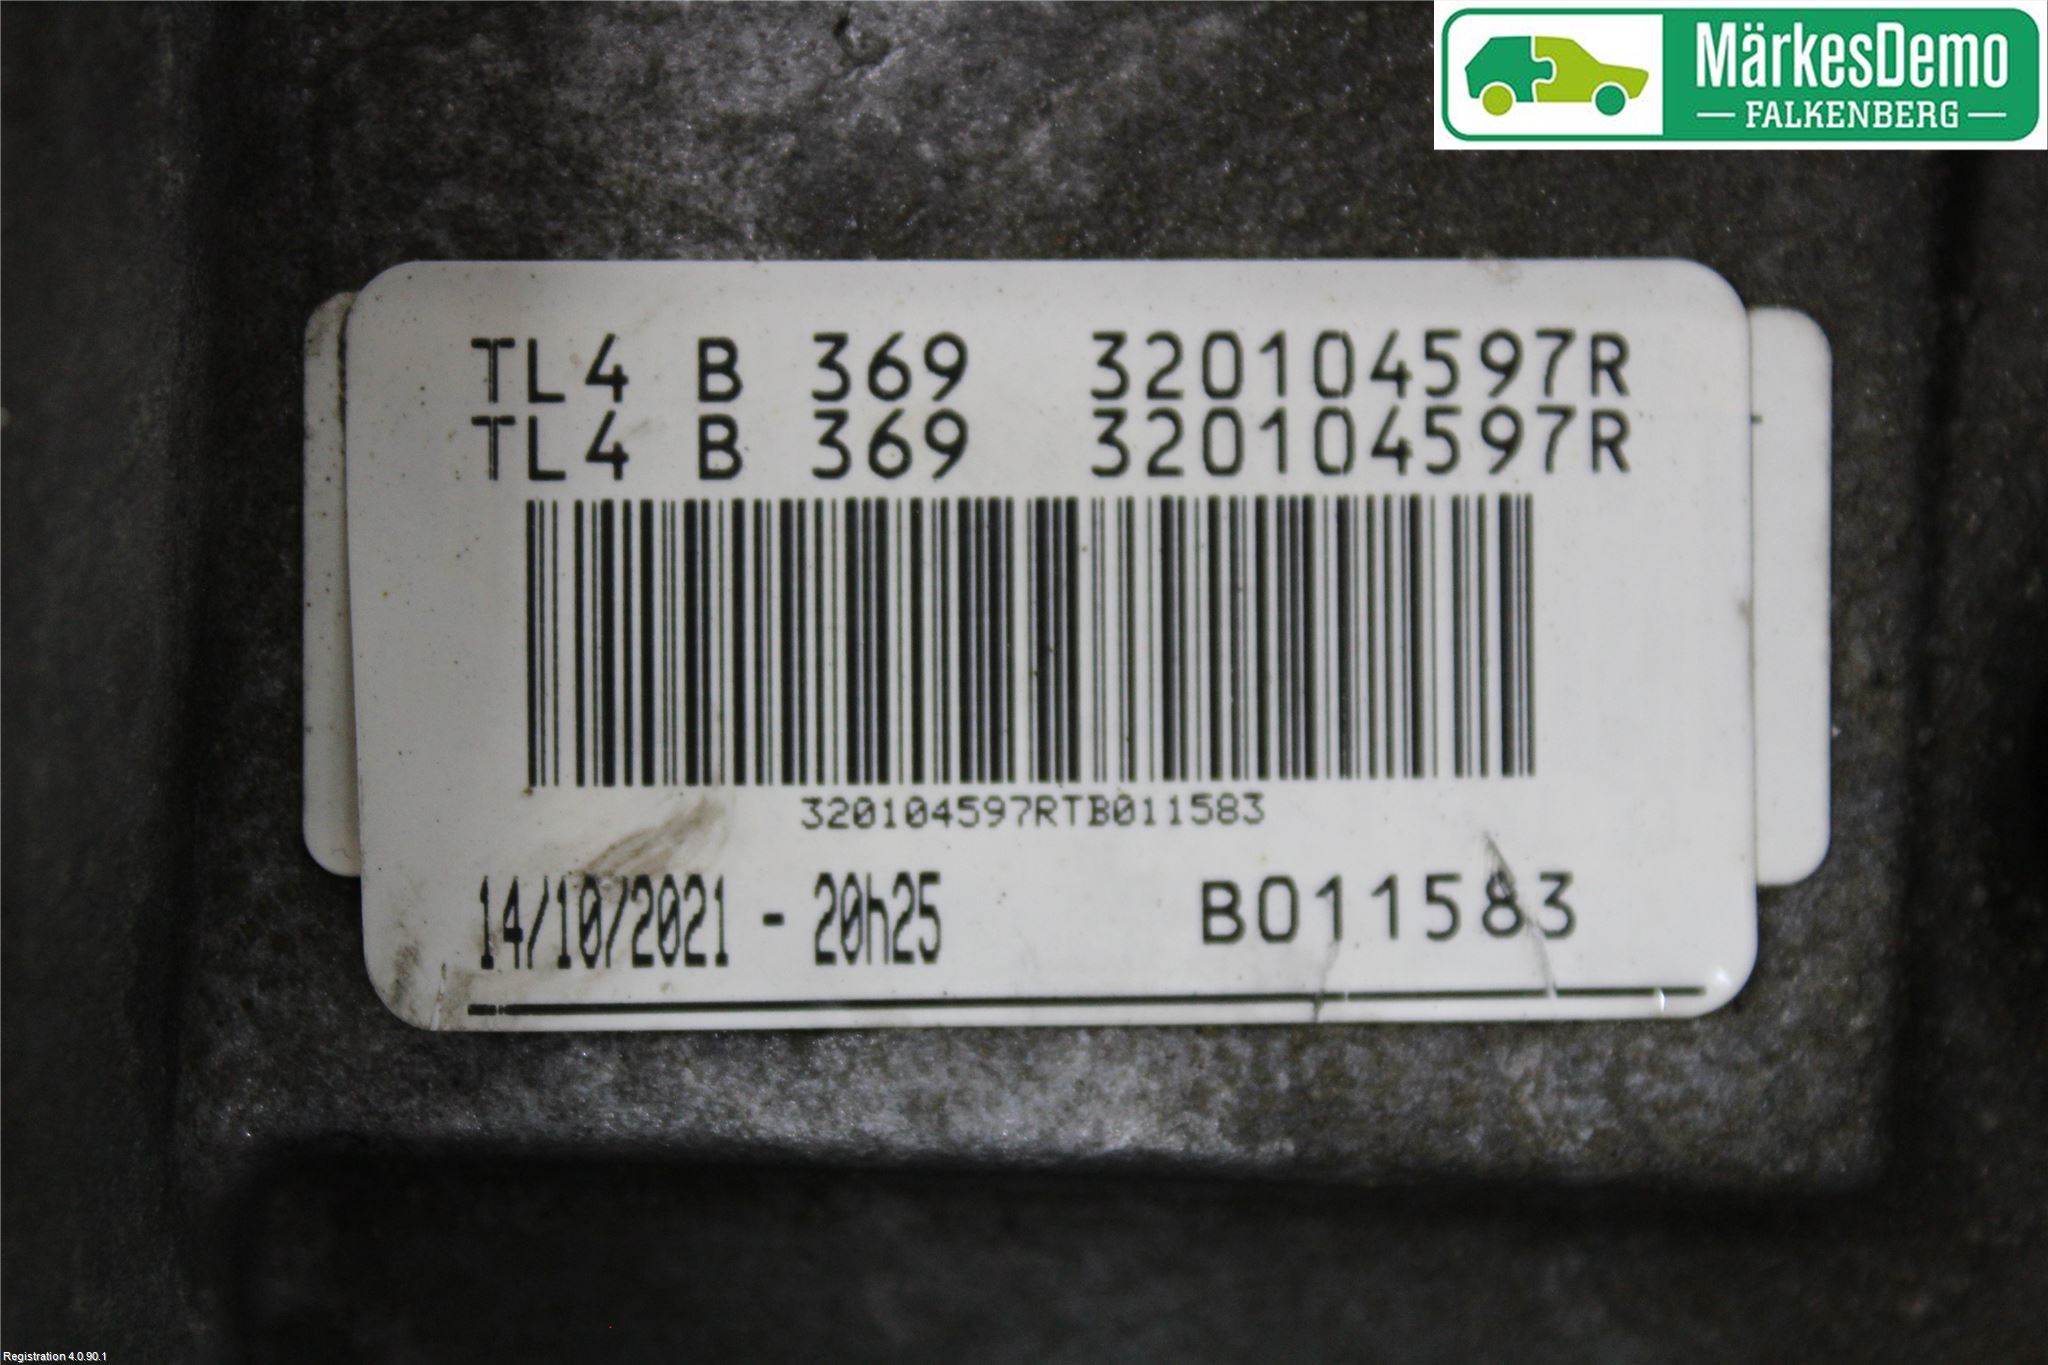 MärkesDemo
FALKENBERG
TL4 B 369 320104597R
TL4 B 369 320104597R
320104597RTB011583
14/10/2021 - 20h25 B011583
Registration 4.0.90.1